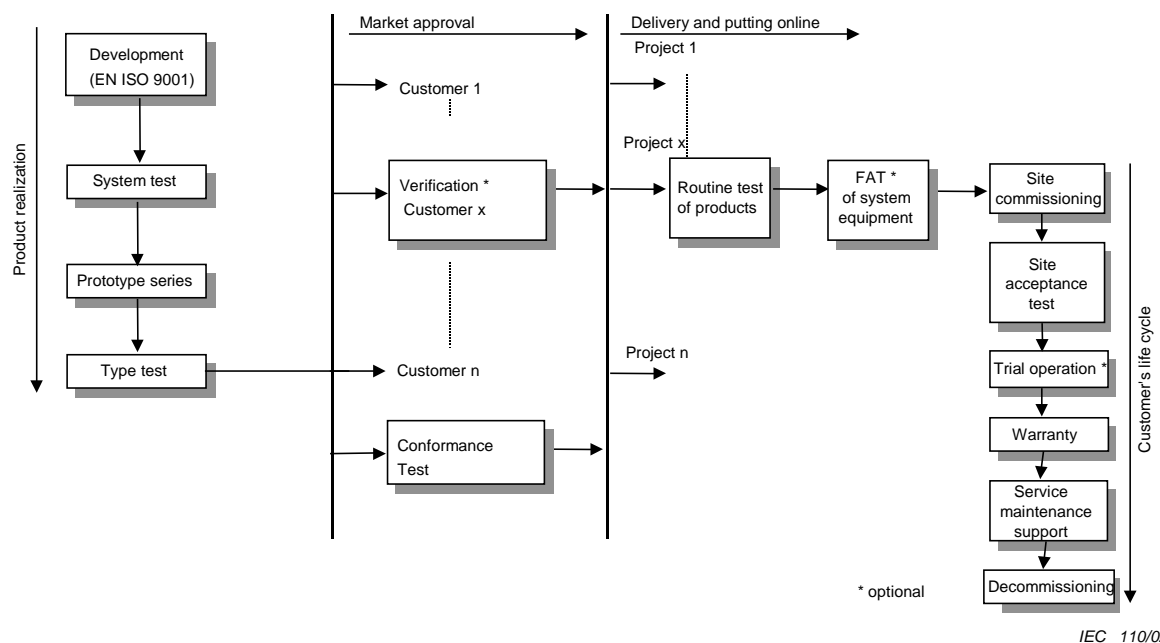 Market approval
Delivery and putting online
Project 1
Development
(EN ISO 9001)
Customer 1
Product realization
System test
Verification *
Customer x
Project x
Routine test
of products
FAT *
of system
equipment
Site
commissioning
Prototype series
Site
acceptance
test
Type test
Customer n
Project n
Trial operation *
Customer's life cycle
Conformance
Test
Warranty
Service
maintenance
support
* optional
Decommissioning
IEC 110/0